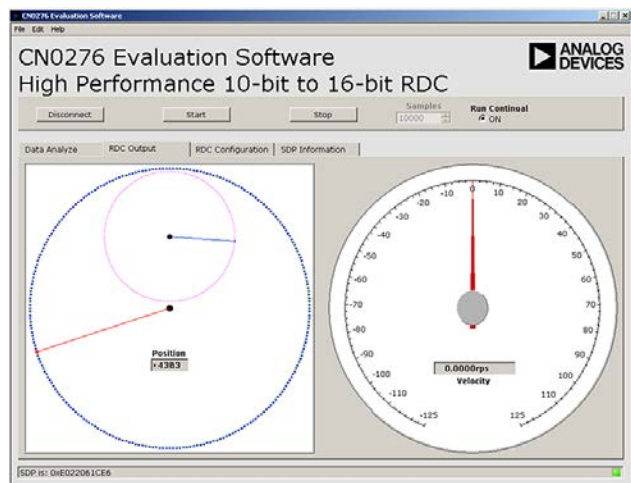 CN0276 Evaluation Software
File Edit Help
CN0276 Evaluation Software
High Performance 10-bit to 16-bit RDC
ANALOG
DEVICES
Disconnect
Start
Stop
Samples
10000
Run Continual
ON
Data Analyze
RDC Output
RDC Configuration
SDP Information
Position
Velocity
0.0000rps
-10 0 10
-20 20
-30 30
-40 40
-50 50
-60 60
-70 70
-80 80
-90 90
-100 100
-110 110
-125 125
SDP is: 0xE022061CE6